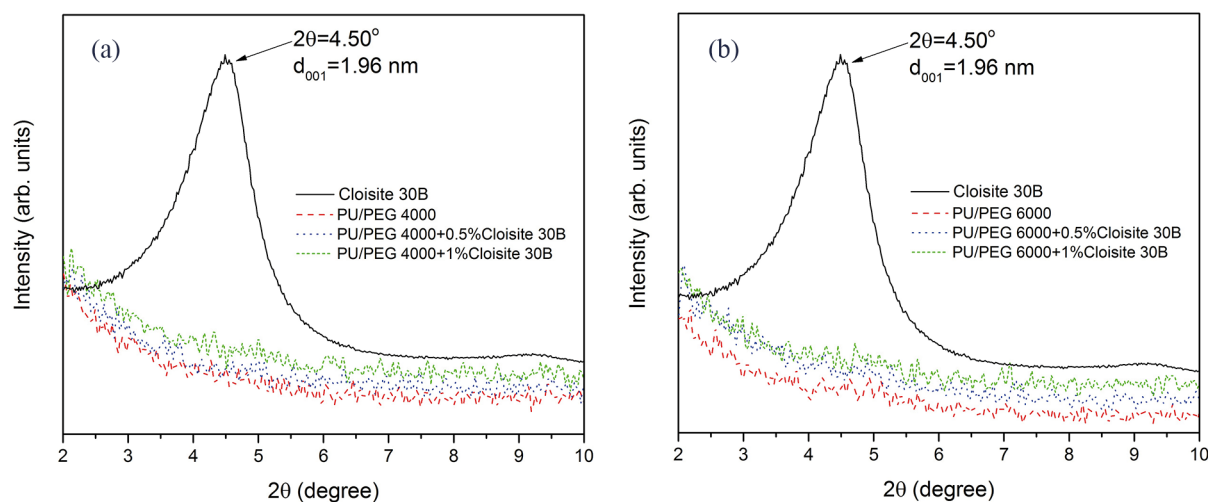 (a)
2θ=4.50°
d001=1.96 nm
Intensity (arb. units)
Cloisite 30B
PU/PEG 4000
PU/PEG 4000+0.5%Cloisite 30B
PU/PEG 4000+1%Cloisite 30B
2 3 4 5 6 7 8 9 10
2θ (degree)
(b)
2θ=4.50°
d001=1.96 nm
Intensity (arb. units)
Cloisite 30B
PU/PEG 6000
PU/PEG 6000+0.5%Cloisite 30B
PU/PEG 6000+1%Cloisite 30B
2 3 4 5 6 7 8 9 10
2θ (degree)